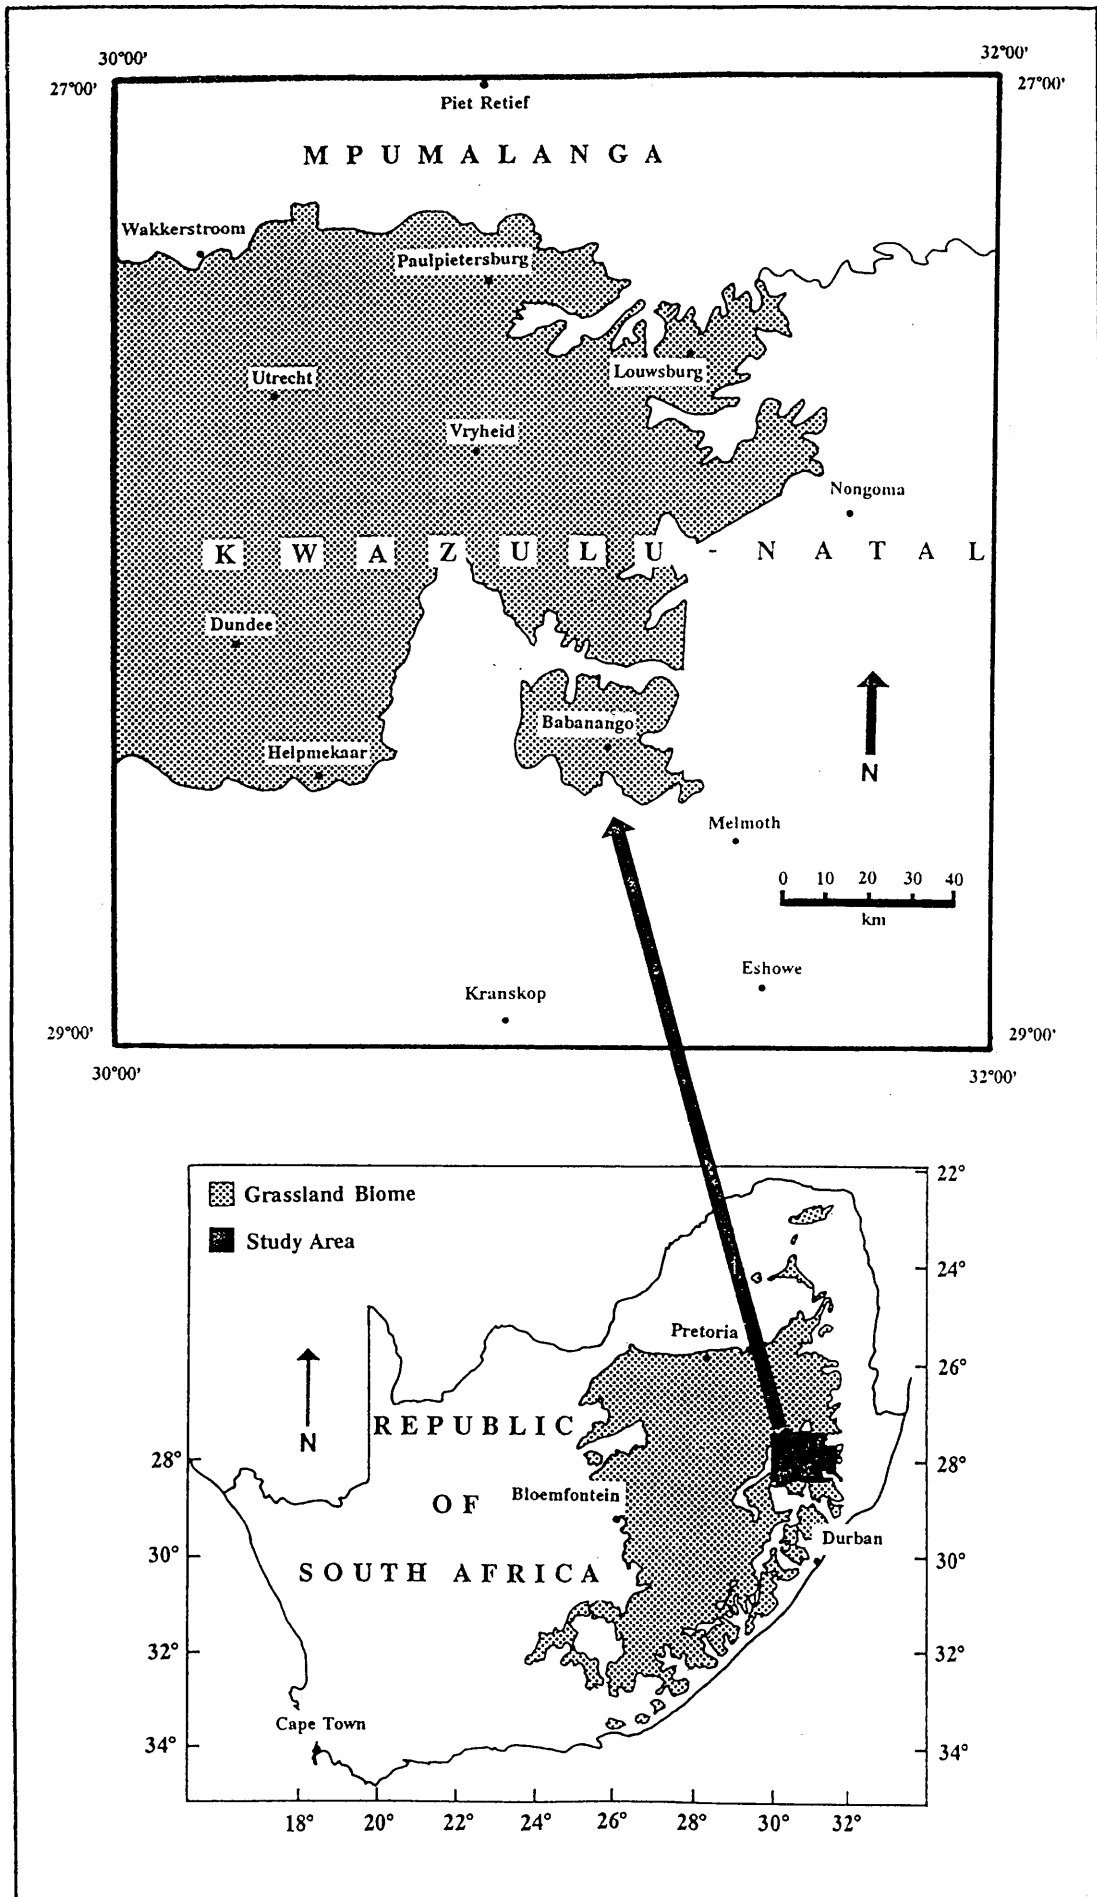 30°00' 32°00'
27°00' 27°00'
Piet Retief
MPUMALANGA
Wakkerstroom
Paulpietersburg
Louwsburg
Utrecht
Vryheid
Nongoma
KWAZULU-NATAL
Dundee
Babanango
Helpmekaar
N
Melmoth
0 10 20 30 40
km
Eshowe
Kranskop
29°00' 29°00'
30°00' 32°00'
Grassland Biome
Study Area
22°
24°
Pretoria
26°
N
REPUBLIC
28° 28°
Bloemfontein
OF
Durban
30° 30°
SOUTH AFRICA
32° 32°
Cape Town
34° 34°
18° 20° 22° 24° 26° 28° 30° 32°